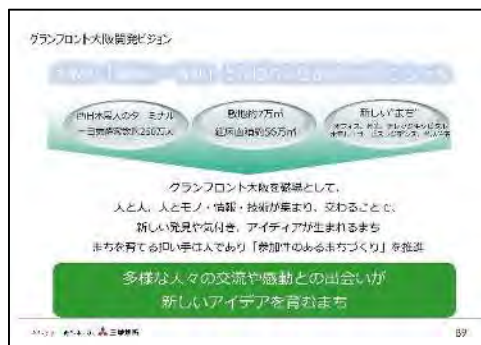 グランフロント大阪開発ビジョン
西日本最大のターミナル
一日乗降客数約250万人
敷地約7万㎡
延床面積約56万㎡
新しい“まち”
グランフロント大阪を磁場として、
人と人、人とモノ・情報・技術が集まり、交わることで、
新しい発見や気付き、アイディアが生まれるまち
まちを育てる担い手は人であり「参加性のあるまちづくり」を推進
多様な人々の交流や感動との出会いが
新しいアイデアを育むまち
三菱地所
89